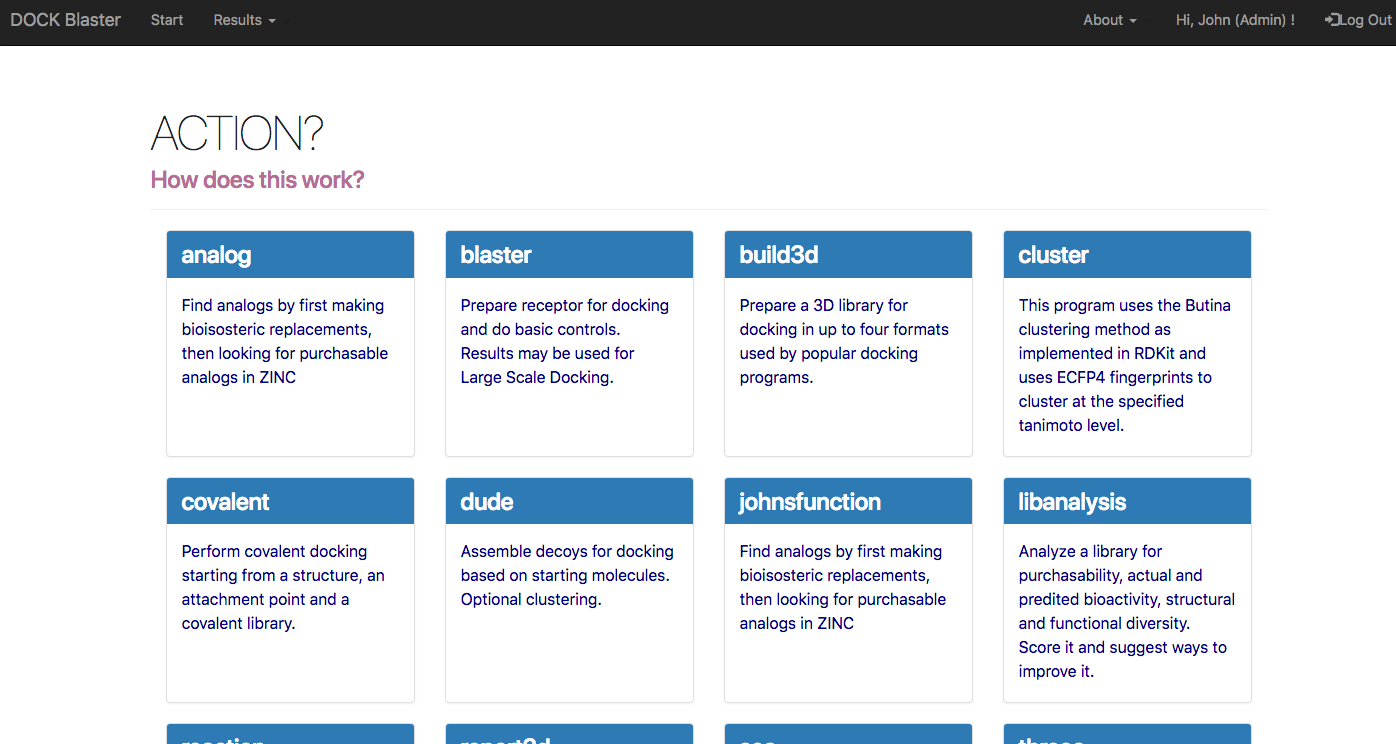 DOCK Blaster Start Results About Hi, John (Admin) ! Log Out
ACTION?
How does this work?
analog
Find analogs by first making
bioisosteric replacements,
then looking for purchasable
analogs in ZINC
blaster
Prepare receptor for docking
and do basic controls.
Results may be used for
Large Scale Docking.
build3d
Prepare a 3D library for
docking in up to four formats
used by popular docking
programs.
cluster
This program uses the Butina
clustering method as
implemented in RDKit and
uses ECFP4 fingerprints to
cluster at the specified
tanimoto level.
covalent
Perform covalent docking
starting from a structure, an
attachment point and a
covalent library.
dude
Assemble decoys for docking
based on starting molecules.
Optional clustering.
johnsfunction
Find analogs by first making
bioisosteric replacements,
then looking for purchasable
analogs in ZINC
libanalysis
Analyze a library for
purchasability, actual and
predited bioactivity, structural
and functional diversity.
Score it and suggest ways to
improve it.
reaction